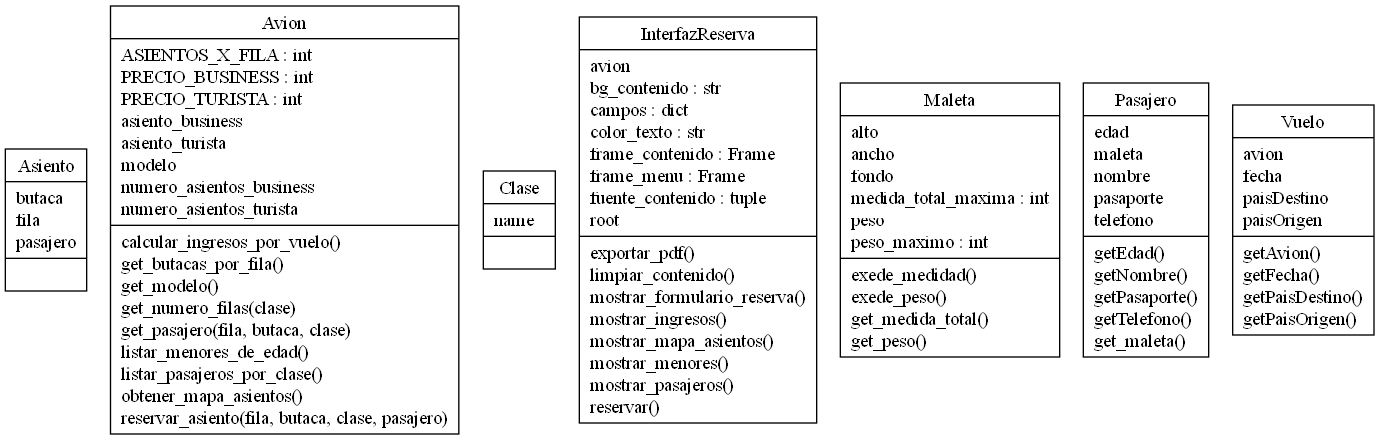 Asiento
butaca
fila
pasajero
Avion
ASIENTOS_X_FILA : int
PRECIO_BUSINESS : int
PRECIO_TURISTA : int
asiento_business
asiento_turista
modelo
numero_asientos_business
numero_asientos_turista
calcular_ingresos_por_vuelo()
get_butacas_por_fila()
get_modelo()
get_numero_filas(clase)
get_pasajero(fila, butaca, clase)
listar_menores_de_edad()
listar_pasajeros_por_clase()
obtener_mapa_asientos()
reservar_asiento(fila, butaca, clase, pasajero)
Clase
name
InterfazReserva
avion
bg_contenido : str
campos : dict
color_texto : str
frame_contenido : Frame
frame_menu : Frame
fuente_contenido : tuple
root
exportar_pdf()
limpiar_contenido()
mostrar_formulario_reserva()
mostrar_ingresos()
mostrar_mapa_asientos()
mostrar_menores()
mostrar_pasajeros()
reservar()
Maleta
alto
ancho
fondo
medida_total_maxima : int
peso
peso_maximo : int
exede_medidad()
exede_peso()
get_medida_total()
get_peso()
Pasajero
edad
maleta
nombre
pasaporte
telefono
getEdad()
getNombre()
getPasaporte()
getTelefono()
get_maleta()
Vuelo
avion
fecha
paisDestino
paisOrigen
getAvion()
getFecha()
getPaisDestino()
getPaisOrigen()